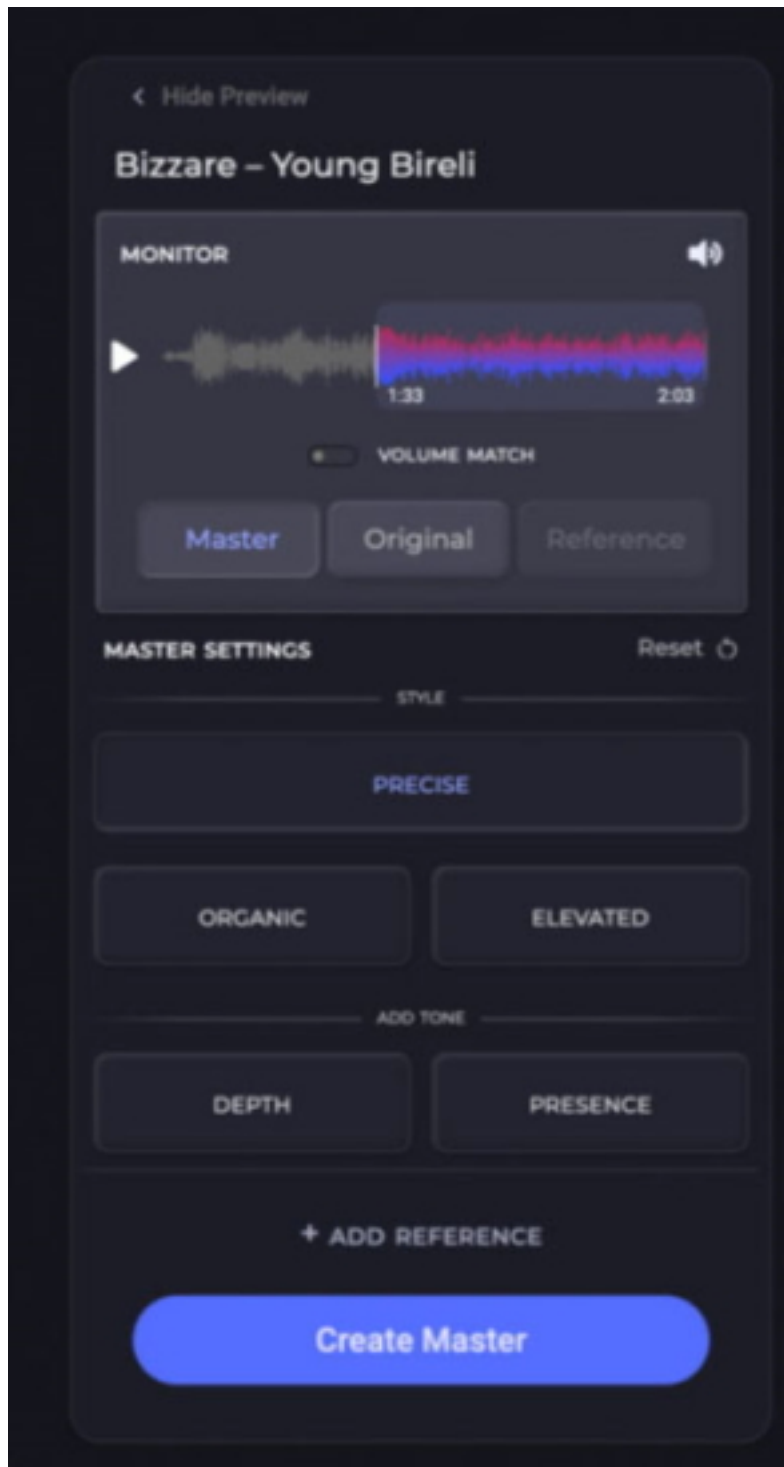 < Hide Preview
Bizzare – Young Bireli
MONITOR
1:33 2:03
VOLUME MATCH
Master Original Reference
MASTER SETTINGS Reset
STYLE
PRECISE
ORGANIC ELEVATED
ADD TONE
DEPTH PRESENCE
+ ADD REFERENCE
Create Master